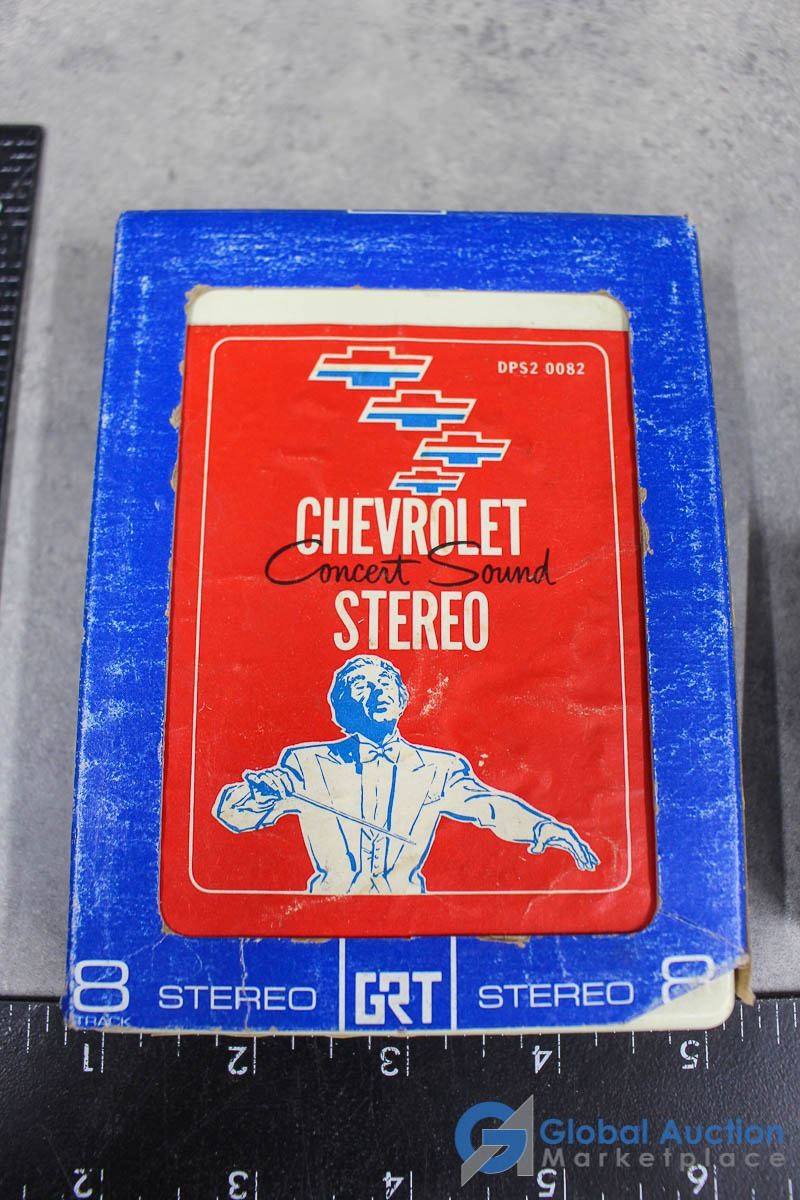 DPS2 0082
CHEVROLET
Concert Sound
STEREO
8 STEREO GRT STEREO 8
TRACK
1 2 3 4 5
2 3 4 5 6
Global Auction
Marketplace